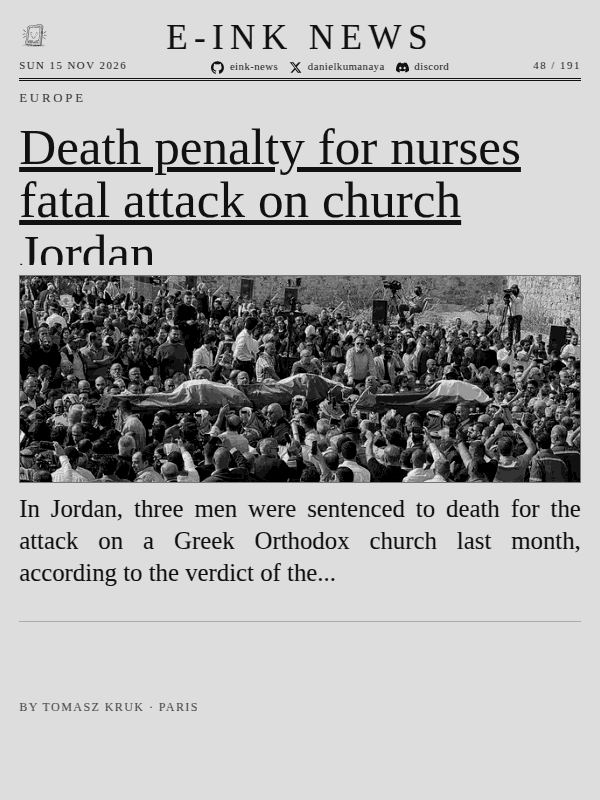 E-INK NEWS
SUN 15 NOV 2026
eink-news danielkumanaya discord
48 / 191
EUROPE
Death penalty for nurses
fatal attack on church
Jordan
In Jordan, three men were sentenced to death for the
attack on a Greek Orthodox church last month,
according to the verdict of the...
BY TOMASZ KRUK · PARIS